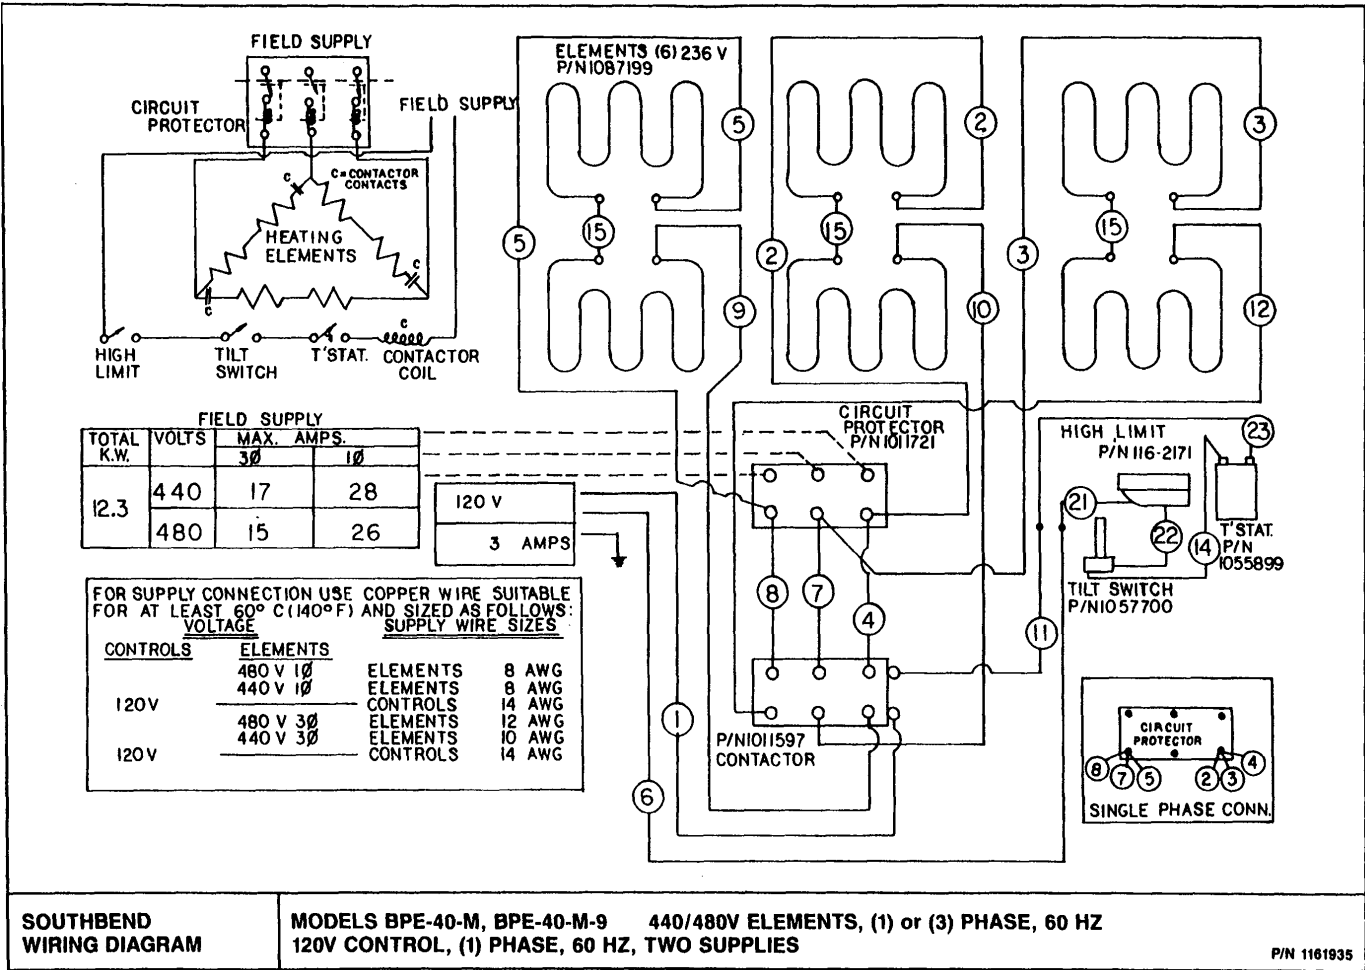 FIELD SUPPLY
CIRCUIT
PROTECTOR
FIELD SUPPLY
C
C=CONTACTOR
CONTACTS
HEATING
ELEMENTS
C
C
C
HIGH
LIMIT
TILT
SWITCH
T'STAT.
CONTACTOR
COIL
ELEMENTS (6) 236 V
P/N1087199
5
2
3
15
15
15
5
2
3
9
10
12
FIELD SUPPLY
TOTAL
K.W.
VOLTS
MAX. AMPS.
3Ø
1Ø
12.3
440
17
28
480
15
26
120 V
3 AMPS
CIRCUIT
PROTECTOR
P/N1011721
HIGH LIMIT
P/N 116-2171
23
21
22
14
T'STAT.
P/N
1055899
TILT SWITCH
P/N1057700
8
7
4
11
1
6
P/N1011597
CONTACTOR
FOR SUPPLY CONNECTION USE COPPER WIRE SUITABLE
FOR AT LEAST 60° C (140° F) AND SIZED AS FOLLOWS:
VOLTAGE
SUPPLY WIRE SIZES
CONTROLS
ELEMENTS
480 V 1Ø ELEMENTS 8 AWG
440 V 1Ø ELEMENTS 8 AWG
120V CONTROLS 14 AWG
480 V 3Ø ELEMENTS 12 AWG
440 V 3Ø ELEMENTS 10 AWG
120V CONTROLS 14 AWG
CIRCUIT
PROTECTOR
8
7
5
2
3
4
SINGLE PHASE CONN.
SOUTHBEND
WIRING DIAGRAM
MODELS BPE-40-M, BPE-40-M-9 440/480V ELEMENTS, (1) or (3) PHASE, 60 HZ
120V CONTROL, (1) PHASE, 60 HZ, TWO SUPPLIES
P/N 1161935